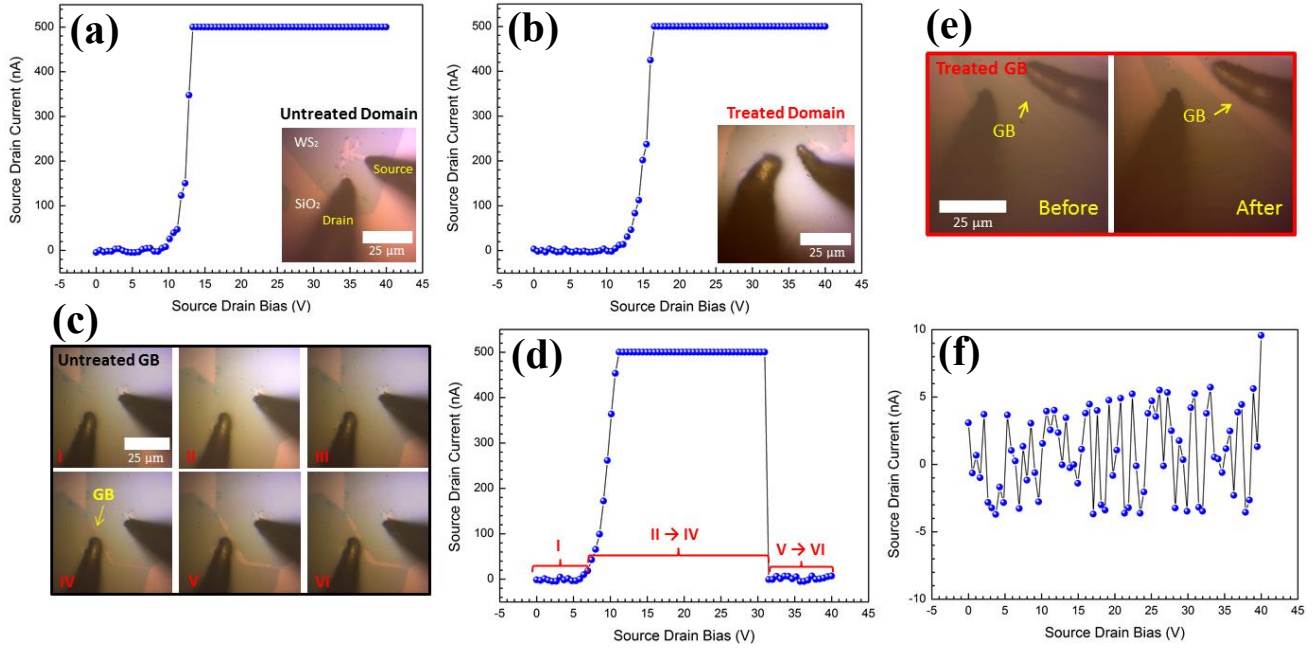 (a)
500
400
300
200
100
0
-5 0 5 10 15 20 25 30 35 40 45
Source Drain Current (nA)
Source Drain Bias (V)
Untreated Domain
WS₂
Source
SiO₂
Drain
25 µm
(b)
500
400
300
200
100
0
-5 0 5 10 15 20 25 30 35 40 45
Source Drain Current (nA)
Source Drain Bias (V)
Treated Domain
25 µm
(e)
Treated GB
GB
GB
25 µm
Before
After
(c)
Untreated GB
25 µm
I
II
III
GB
IV
V
VI
(d)
500
400
300
200
100
0
-5 0 5 10 15 20 25 30 35 40 45
Source Drain Current (nA)
Source Drain Bias (V)
I
II → IV
V → VI
(f)
10
5
0
-5
-10
-5 0 5 10 15 20 25 30 35 40 45
Source Drain Current (nA)
Source Drain Bias (V)